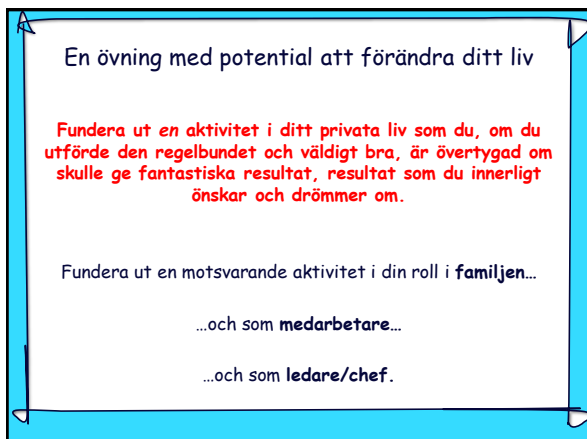 En övning med potential att förändra ditt liv
Fundera ut en aktivitet i ditt privata liv som du, om du
utförde den regelbundet och väldigt bra, är övertygad om
skulle ge fantastiska resultat, resultat som du innerligt
önskar och drömmer om.
Fundera ut en motsvarande aktivitet i din roll i familjen…
…och som medarbetare…
…och som ledare/chef.